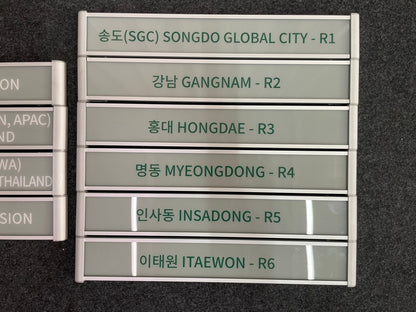 송도(SGC) SONGDO GLOBAL CITY - R1
강남 GANGNAM - R2
홍대 HONGDAE - R3
명동 MYEONGDONG - R4
인사동 INSADONG - R5
이태원 ITAEWON - R6
ON
N, APAC)
ND
WA)
THAILAND
SION